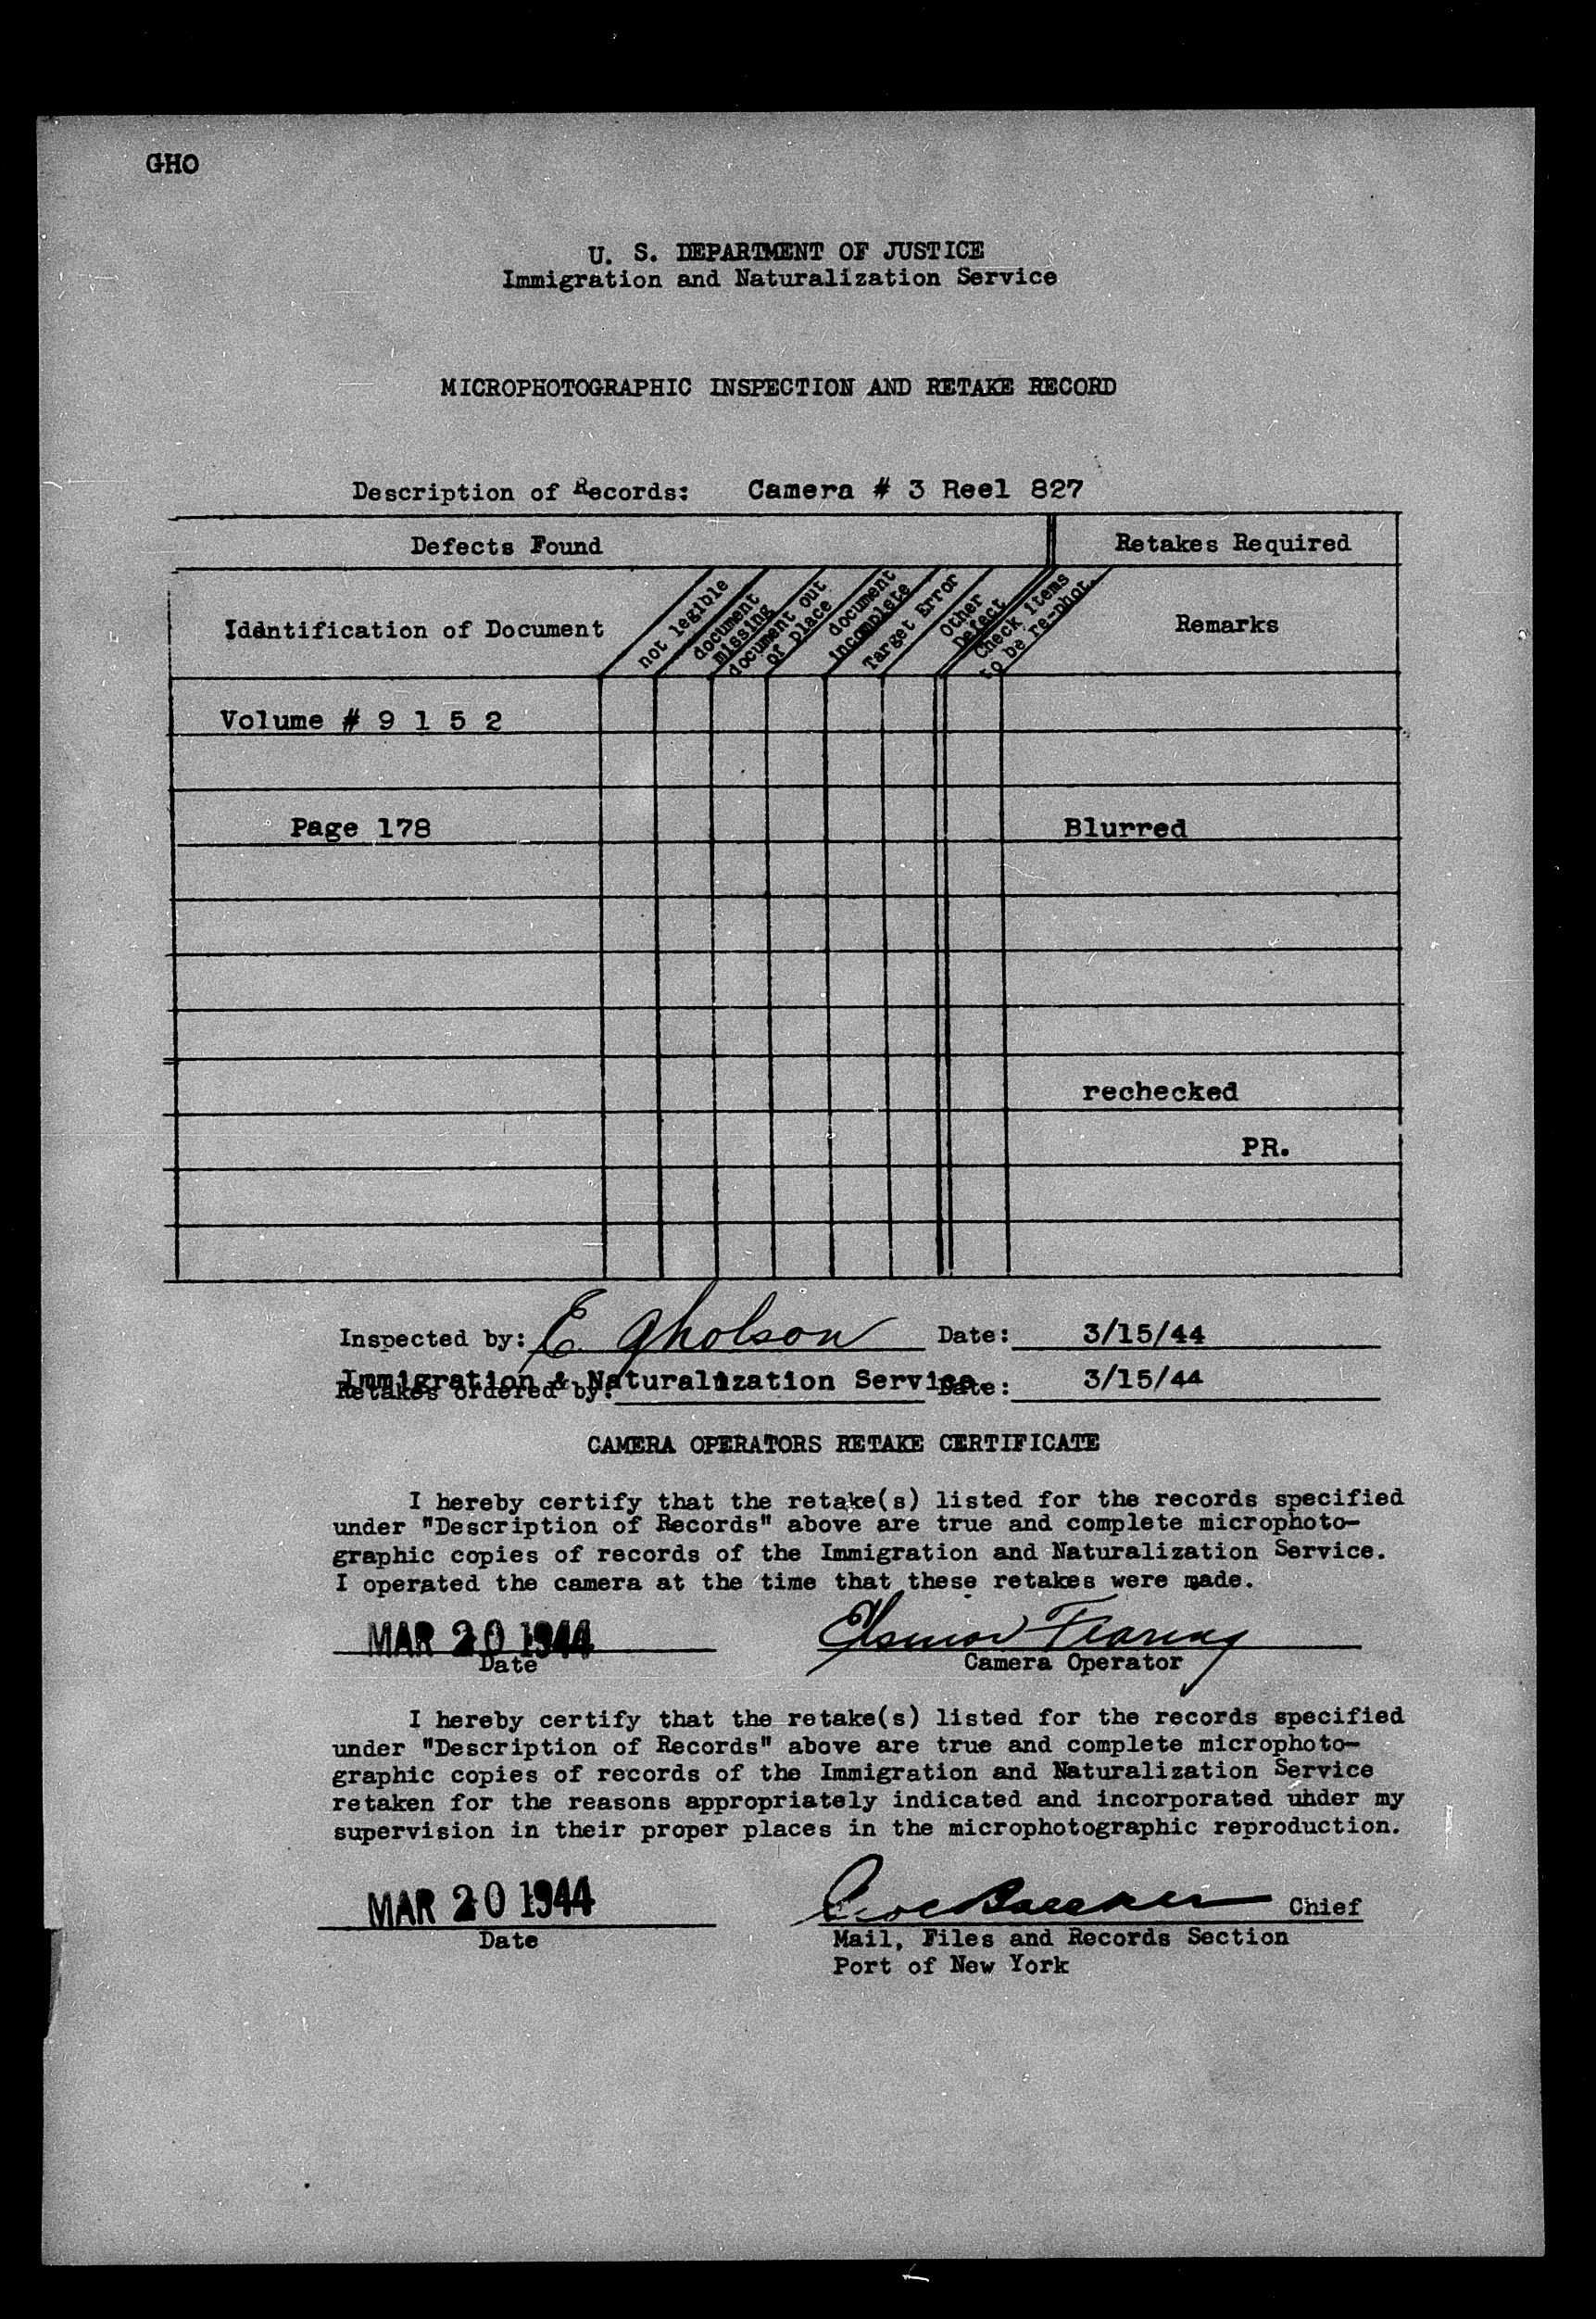 GHO
U. S. DEPARTMENT OF JUSTICE
Immigration and Naturalization Service
MICROPHOTOGRAPHIC INSPECTION AND RETAKE RECORD
Description of Records: Camera # 3 Reel 827
Defects Found
Retakes Required
Identification of Document
not legible
document missing
document out of place
document incomplete
Target Error
Other Defect
Check items to be re-phot.
Remarks
Volume # 9 1 5 2
Page 178 Blurred
rechecked
PR.
Inspected by: E. Gholson Date: 3/15/44
Immigration & Naturalization Service
Retakes ordered by: Date: 3/15/44
CAMERA OPERATORS RETAKE CERTIFICATE
I hereby certify that the retake(s) listed for the records specified
under "Description of Records" above are true and complete microphoto-
graphic copies of records of the Immigration and Naturalization Service.
I operated the camera at the time that these retakes were made.
MAR 20 1944
Date
Camera Operator
I hereby certify that the retake(s) listed for the records specified
under "Description of Records" above are true and complete microphoto-
graphic copies of records of the Immigration and Naturalization Service
retaken for the reasons appropriately indicated and incorporated under my
supervision in their proper places in the microphotographic reproduction.
MAR 20 1944 Chief
Date
Mail, Files and Records Section
Port of New York